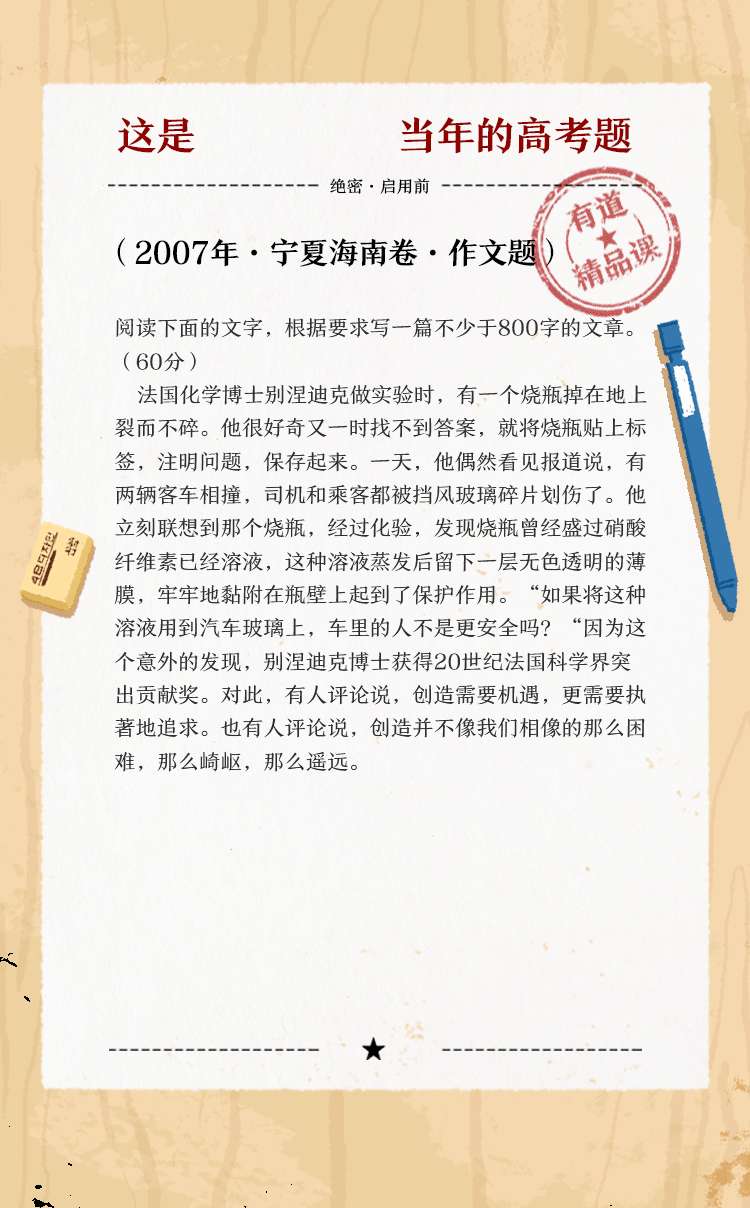 这是 当年的高考题
绝密·启用前
有道
精品课
（2007年·宁夏海南卷·作文题）
阅读下面的文字，根据要求写一篇不少于800字的文章。
（60分）
法国化学博士别涅迪克做实验时，有一个烧瓶掉在地上
裂而不碎。他很好奇又一时找不到答案，就将烧瓶贴上标
签，注明问题，保存起来。一天，他偶然看见报道说，有
两辆客车相撞，司机和乘客都被挡风玻璃碎片划伤了。他
立刻联想到那个烧瓶，经过化验，发现烧瓶曾经盛过硝酸
纤维素已经溶液，这种溶液蒸发后留下一层无色透明的薄
膜，牢牢地黏附在瓶壁上起到了保护作用。“如果将这种
溶液用到汽车玻璃上，车里的人不是更安全吗？“因为这
个意外的发现，别涅迪克博士获得20世纪法国科学界突
出贡献奖。对此，有人评论说，创造需要机遇，更需要执
著地追求。也有人评论说，创造并不像我们相像的那么困
难，那么崎岖，那么遥远。